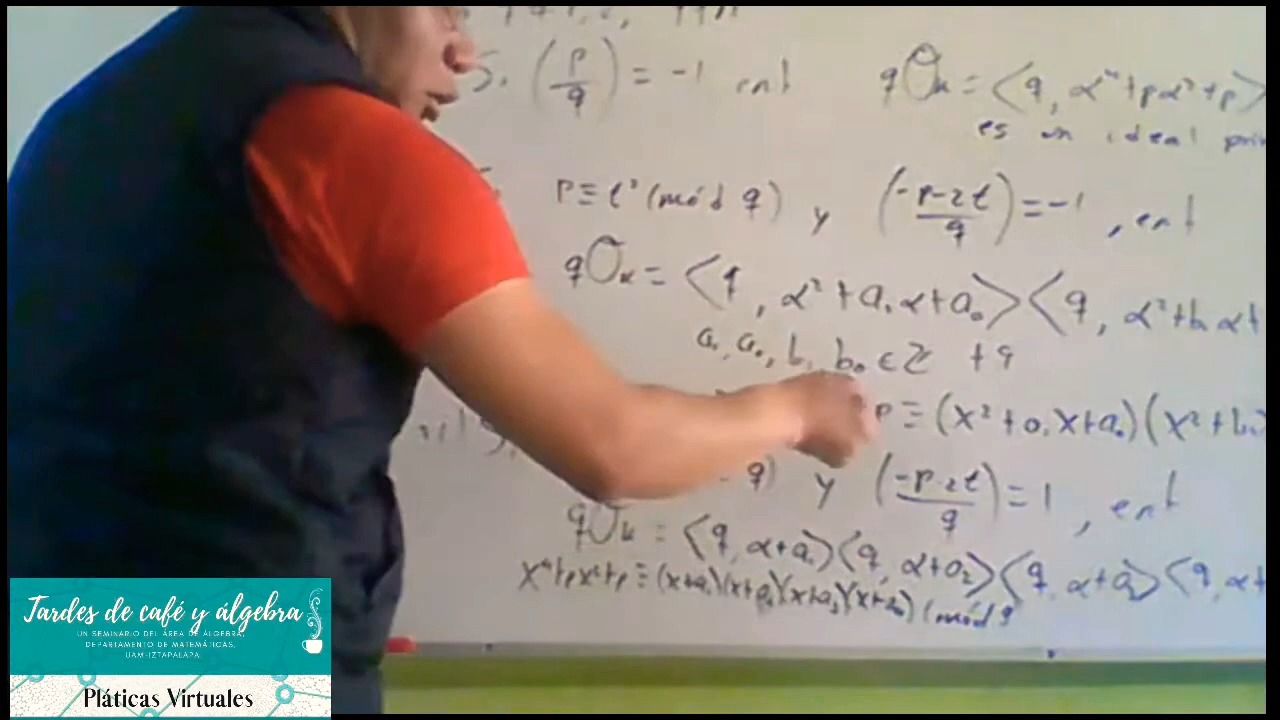 5. (p/q) = -1 ent qO_K = ⟨q, α⁴+pα²+p⟩
es un ideal
p ≡ t² (mód q) y (-p-2t/q) = -1, ent
qO_K = ⟨q, α²+a₁α+a₀⟩⟨q, α²+b₁α+
a₁, a₀, b₁, b₀ ∈ Z + q
p ≡ (x²+a₁x+a₀)(x²+b₁
q) y (-p-2t/q) = 1, ent
qO_K = ⟨q, α+a₁⟩⟨q, α+a₂⟩⟨q, α+a₃⟩⟨q, α+
x⁴+px²+p ≡ (x+a₁)(x+a₂)(x+a₃)(x+a₄) (mód q
Tardes de café y álgebra
UN SEMINARIO DEL ÁREA DE ÁLGEBRA,
DEPARTAMENTO DE MATEMÁTICAS,
UAM-IZTAPALAPA.
Pláticas Virtuales